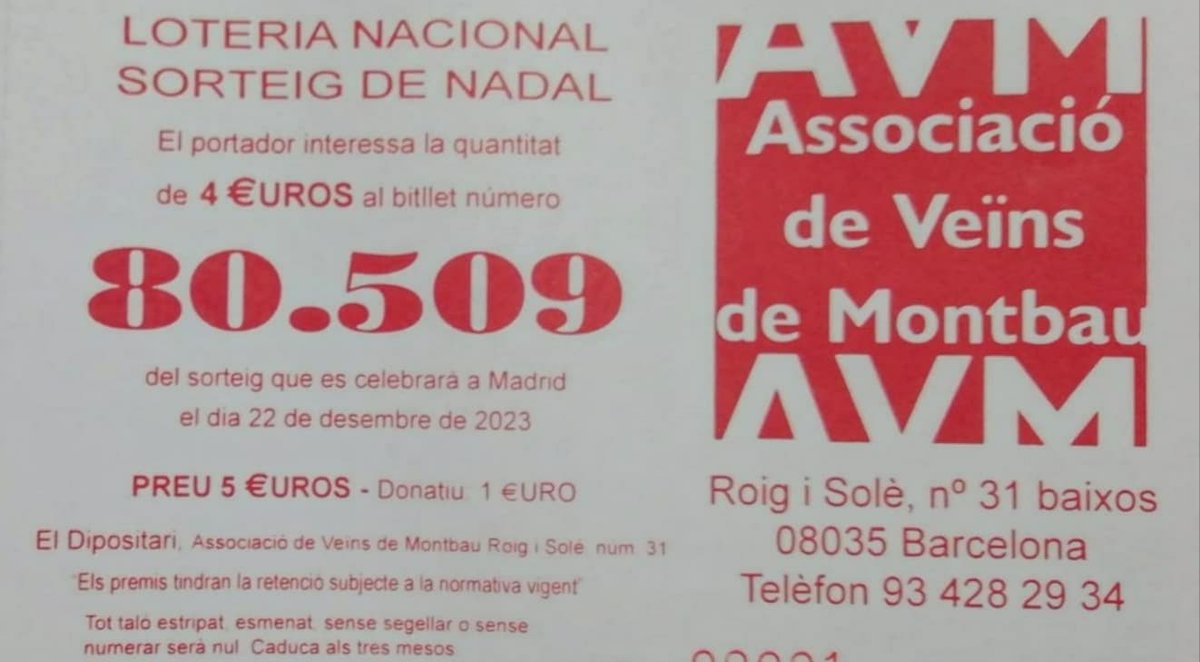 LOTERIA NACIONAL
SORTEIG DE NADAL
El portador interessa la quantitat
de 4 €UROS al bitllet número
80.509
del sorteig que es celebrarà a Madrid
el dia 22 de desembre de 2023
PREU 5 €UROS - Donatiu: 1 €URO
El Dipositari, Associació de Veïns de Montbau Roig i Solé, núm. 31
"Els premis tindran la retenció subjecte a la normativa vigent"
Tot taló estripat, esmenat, sense segellar o sense
numerar serà nul. Caduca als tres mesos
AVM
Associació
de Veïns
de Montbau
AVM
Roig i Solè, nº 31 baixos
08035 Barcelona
Telèfon 93 428 29 34